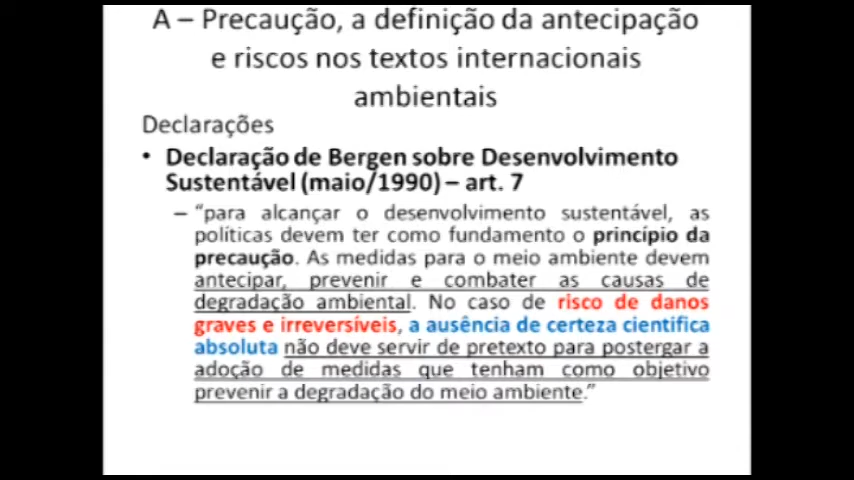 A – Precaução, a definição da antecipação
e riscos nos textos internacionais
ambientais
Declarações
• Declaração de Bergen sobre Desenvolvimento
Sustentável (maio/1990) – art. 7
– “para alcançar o desenvolvimento sustentável, as
políticas devem ter como fundamento o princípio da
precaução. As medidas para o meio ambiente devem
antecipar, prevenir e combater as causas de
degradação ambiental. No caso de risco de danos
graves e irreversíveis, a ausência de certeza cientifica
absoluta não deve servir de pretexto para postergar a
adoção de medidas que tenham como objetivo
prevenir a degradação do meio ambiente.”